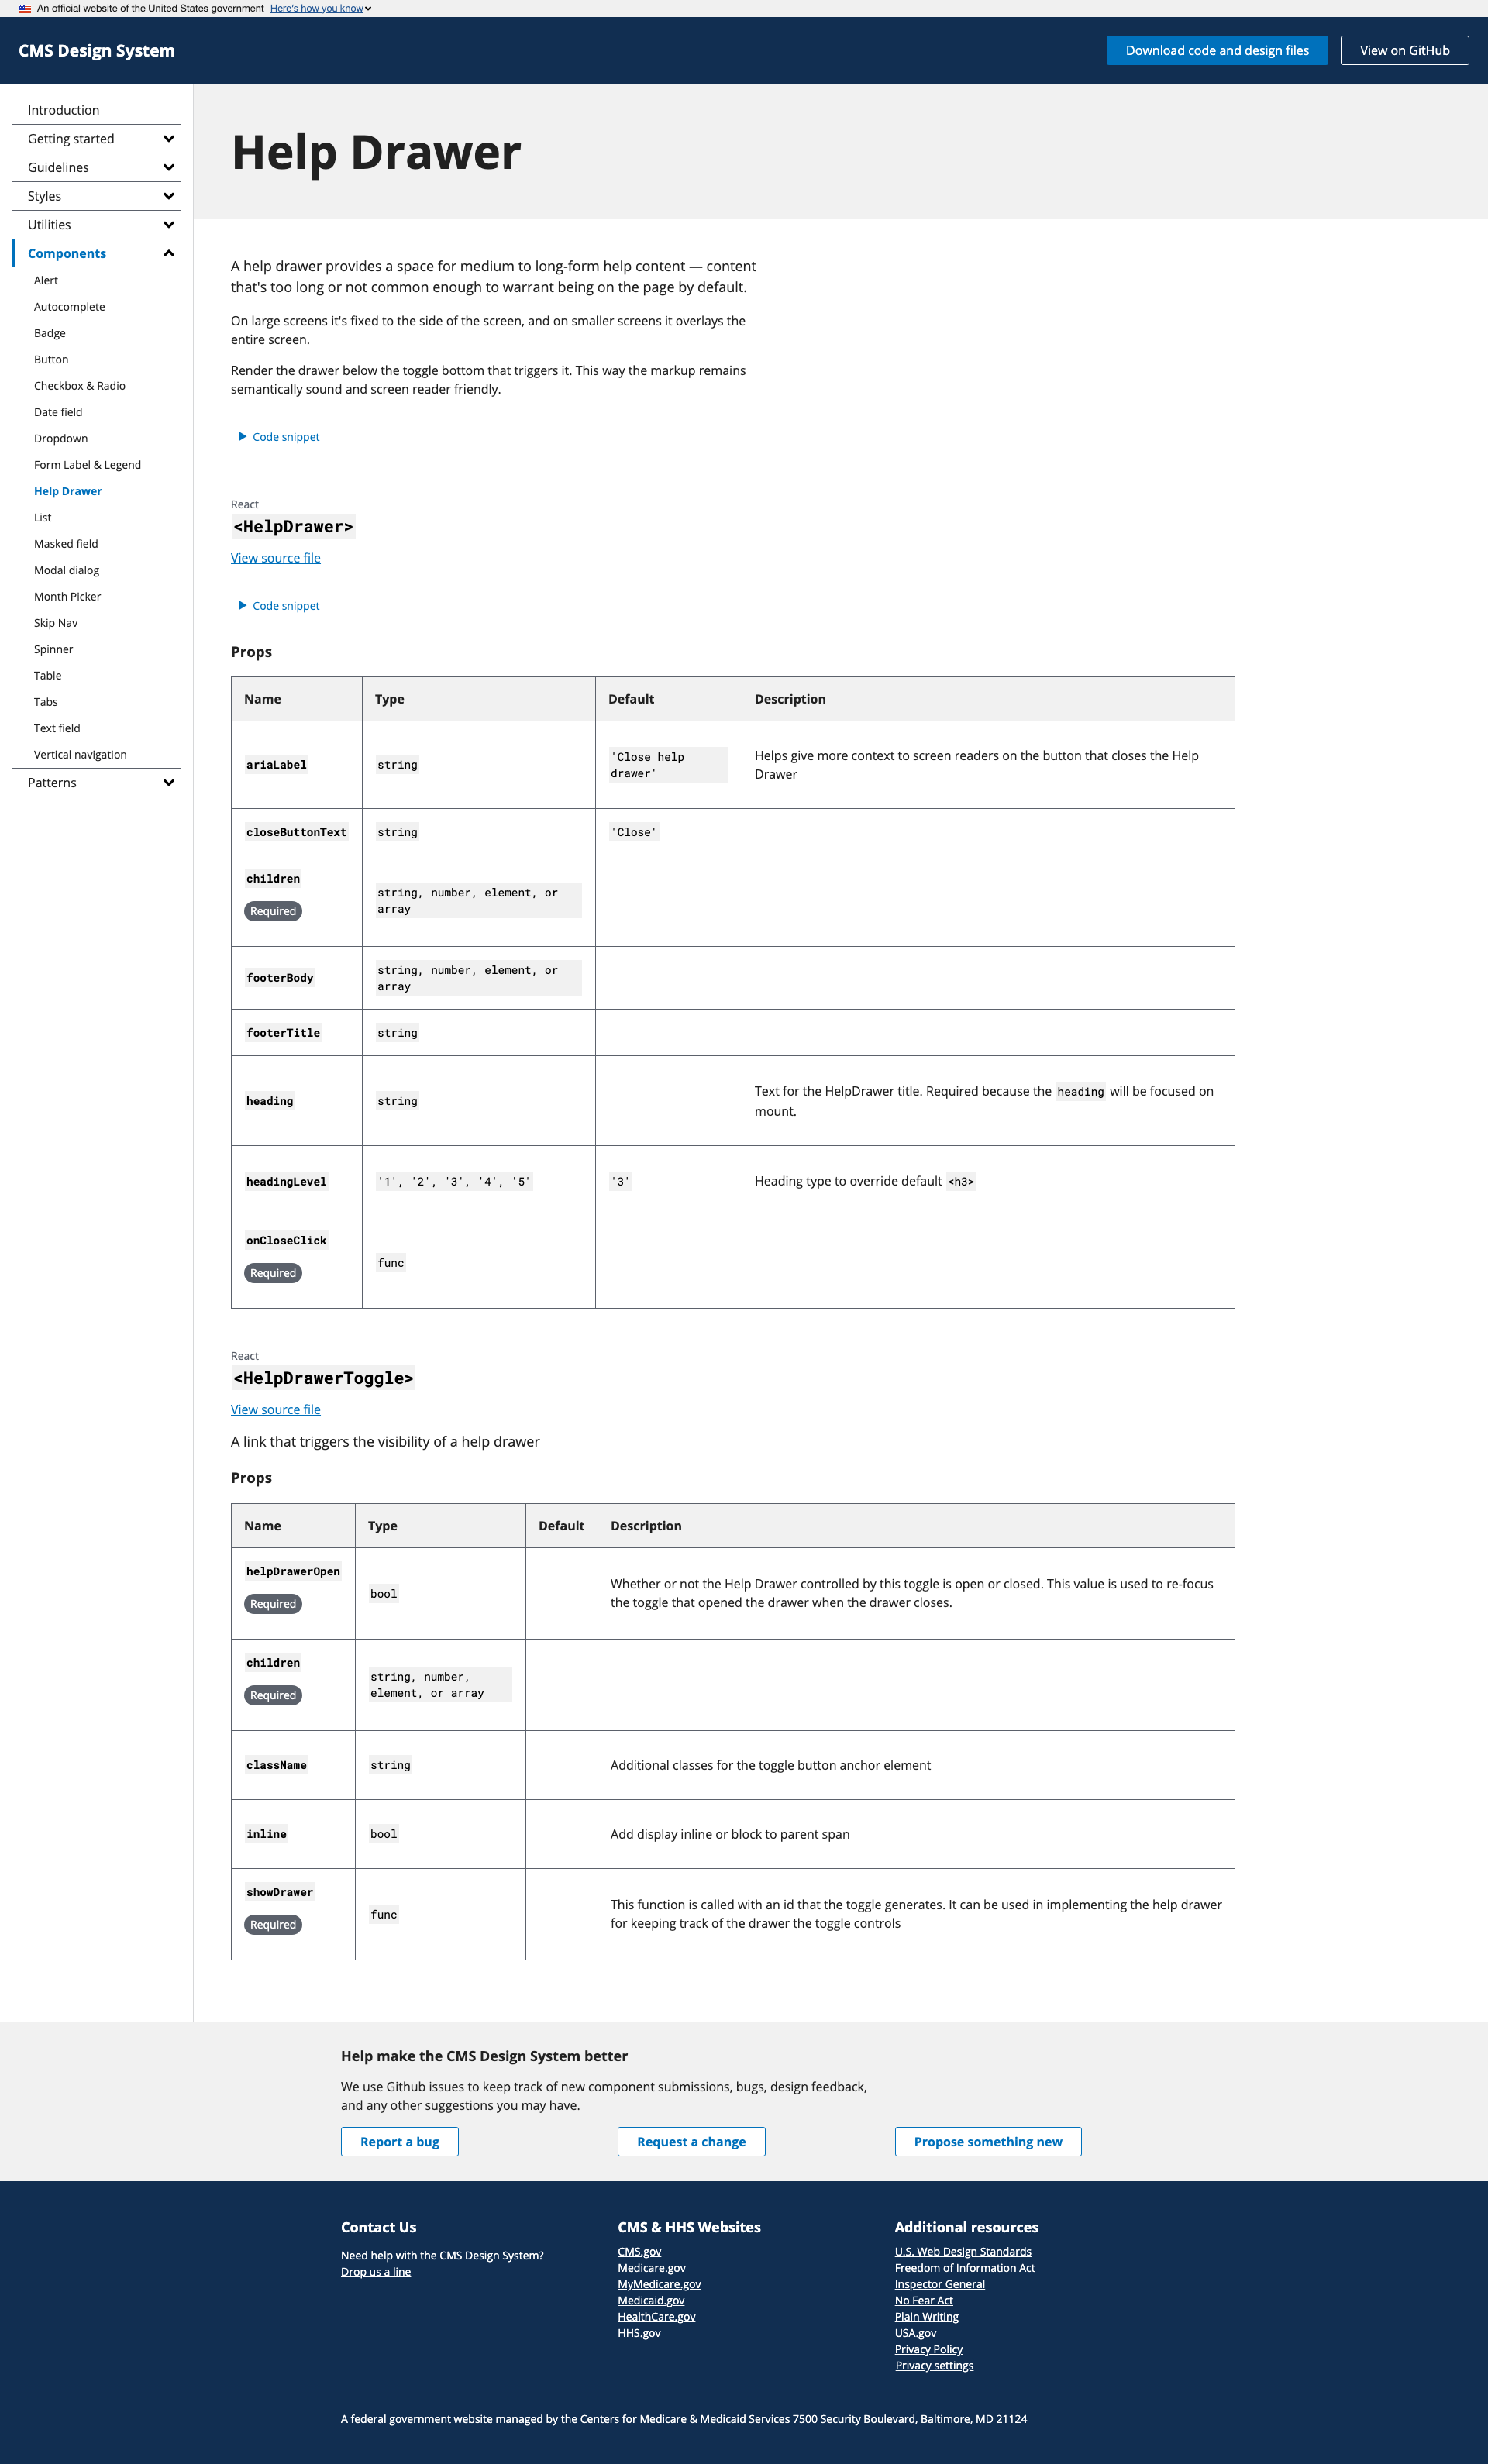 An official website of the United States government Here's how you know
CMS Design System
Download code and design files
View on GitHub
Introduction
Getting started
Guidelines
Styles
Utilities
Components
Alert
Autocomplete
Badge
Button
Checkbox & Radio
Date field
Dropdown
Form Label & Legend
Help Drawer
List
Masked field
Modal dialog
Month Picker
Skip Nav
Spinner
Table
Tabs
Text field
Vertical navigation
Patterns
Help Drawer
A help drawer provides a space for medium to long-form help content — content
that's too long or not common enough to warrant being on the page by default.
On large screens it's fixed to the side of the screen, and on smaller screens it overlays the
entire screen.
Render the drawer below the toggle bottom that triggers it. This way the markup remains
semantically sound and screen reader friendly.
Code snippet
React
<HelpDrawer>
View source file
Code snippet
Props
Name Type Default Description
ariaLabel string 'Close help
drawer'
Helps give more context to screen readers on the button that closes the Help
Drawer
closeButtonText string 'Close'
children
Required
string, number, element, or
array
footerBody
string, number, element, or
array
footerTitle string
heading string
Text for the HelpDrawer title. Required because the heading will be focused on
mount.
headingLevel '1', '2', '3', '4', '5' '3' Heading type to override default <h3>
onCloseClick
Required
func
React
<HelpDrawerToggle>
View source file
A link that triggers the visibility of a help drawer
Props
Name Type Default Description
helpDrawerOpen
Required
bool
Whether or not the Help Drawer controlled by this toggle is open or closed. This value is used to re-focus
the toggle that opened the drawer when the drawer closes.
children
Required
string, number,
element, or array
className string Additional classes for the toggle button anchor element
inline bool Add display inline or block to parent span
showDrawer
Required
func
This function is called with an id that the toggle generates. It can be used in implementing the help drawer
for keeping track of the drawer the toggle controls
Help make the CMS Design System better
We use Github issues to keep track of new component submissions, bugs, design feedback,
and any other suggestions you may have.
Report a bug
Request a change
Propose something new
Contact Us
Need help with the CMS Design System?
Drop us a line
CMS & HHS Websites
CMS.gov
Medicare.gov
MyMedicare.gov
Medicaid.gov
HealthCare.gov
HHS.gov
Additional resources
U.S. Web Design Standards
Freedom of Information Act
Inspector General
No Fear Act
Plain Writing
USA.gov
Privacy Policy
Privacy settings
A federal government website managed by the Centers for Medicare & Medicaid Services 7500 Security Boulevard, Baltimore, MD 21124